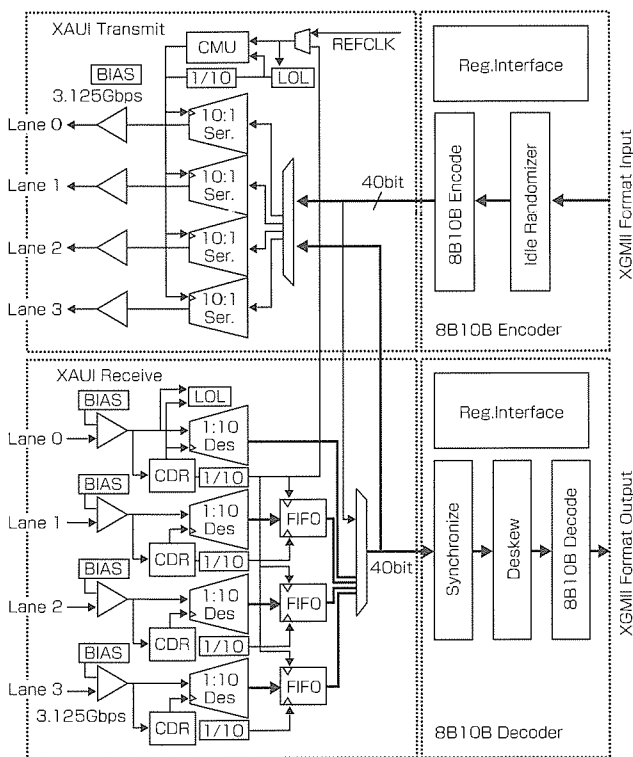 XAUI Transmit
CMU
REFCLK
BIAS
1/10
LOL
3.125Gbps
Lane 0
10:1
Ser.
Lane 1
10:1
Ser.
Lane 2
10:1
Ser.
Lane 3
10:1
Ser.
40bit
Reg.Interface
8B10B Encode
Idle Randomizer
8B10B Encoder
XGMII Format Input
XAUI Receive
BIAS
LOL
Lane 0
1:10
Des
CDR
1/10
BIAS
Lane 1
1:10
Des
FIFO
CDR
1/10
BIAS
Lane 2
1:10
Des
FIFO
CDR
1/10
BIAS
Lane 3
1:10
Des
FIFO
3.125Gbps
CDR
1/10
40bit
Reg.Interface
Synchronize
Deskew
8B10B Decode
8B10B Decoder
XGMII Format Output